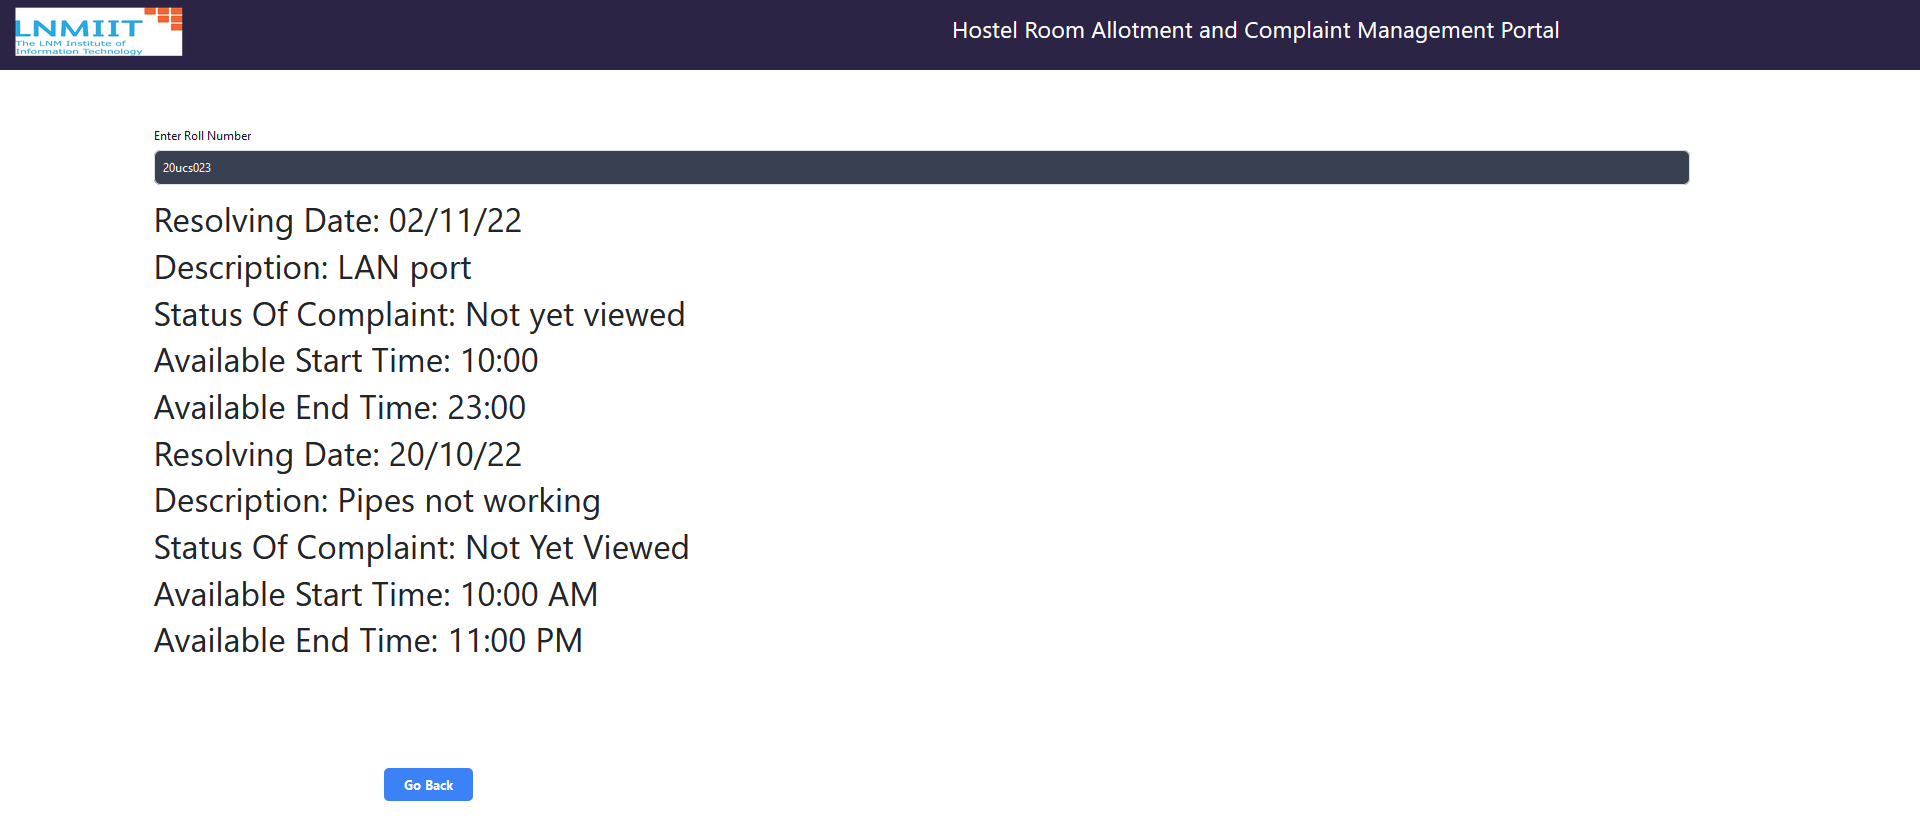 LNMIIT
The LNM Institute of
Information Technology
Hostel Room Allotment and Complaint Management Portal
Enter Roll Number
20ucs023
Resolving Date: 02/11/22
Description: LAN port
Status Of Complaint: Not yet viewed
Available Start Time: 10:00
Available End Time: 23:00
Resolving Date: 20/10/22
Description: Pipes not working
Status Of Complaint: Not Yet Viewed
Available Start Time: 10:00 AM
Available End Time: 11:00 PM
Go Back